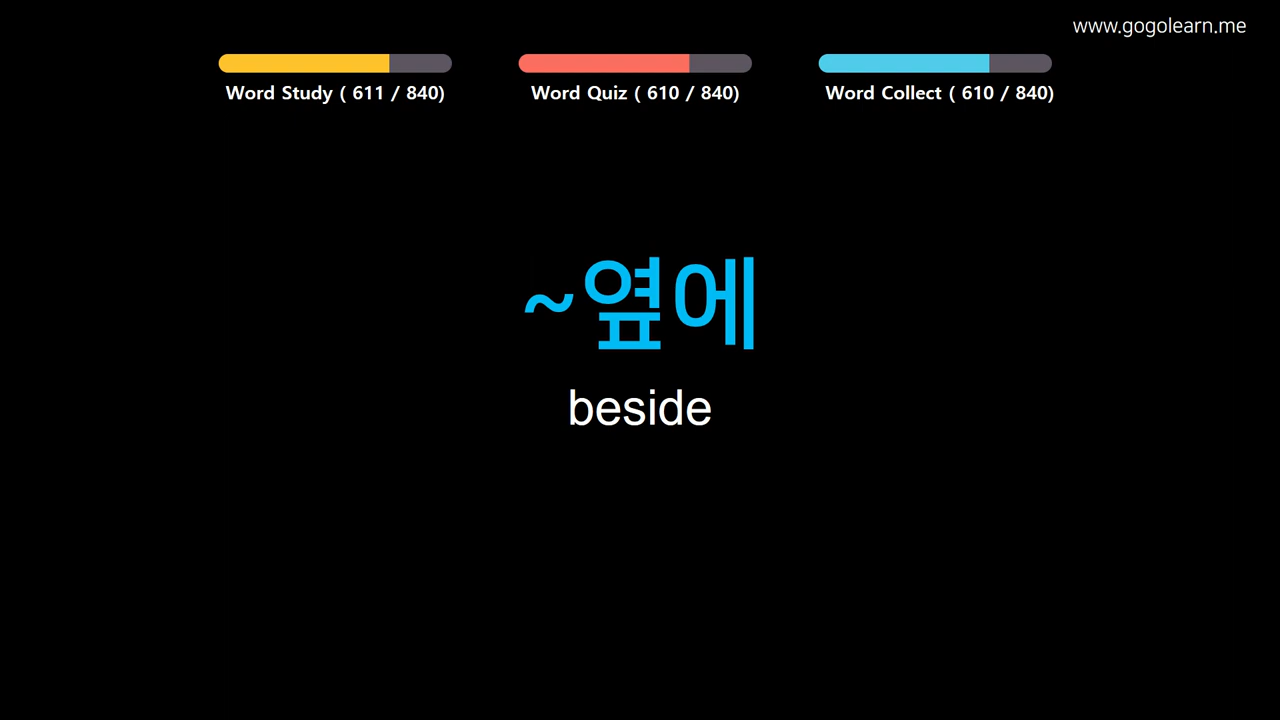 www.gogolearn.me
Word Study ( 611 / 840)
Word Quiz ( 610 / 840)
Word Collect ( 610 / 840)
~옆에
beside